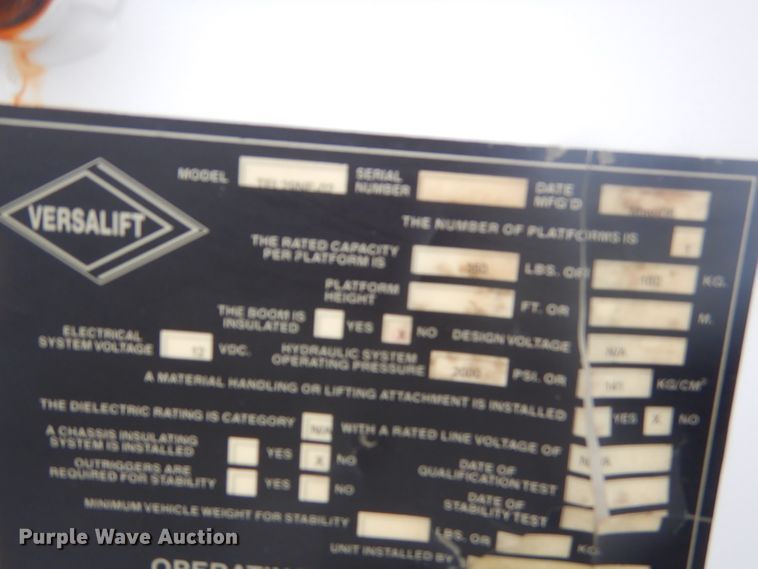 MODEL SERIAL NUMBER DATE MFG'D
VERSALIFT
THE NUMBER OF PLATFORMS IS 1
THE RATED CAPACITY PER PLATFORM IS 350 LBS. OR 160 KG.
PLATFORM HEIGHT FT. OR M.
THE BOOM IS INSULATED YES X NO DESIGN VOLTAGE N/A
ELECTRICAL SYSTEM VOLTAGE 12 VDC. HYDRAULIC SYSTEM OPERATING PRESSURE 2000 PSI. OR 141 KG/CM²
A MATERIAL HANDLING OR LIFTING ATTACHMENT IS INSTALLED YES X NO
THE DIELECTRIC RATING IS CATEGORY N/A WITH A RATED LINE VOLTAGE OF N/A
A CHASSIS INSULATING SYSTEM IS INSTALLED YES X NO
DATE OF QUALIFICATION TEST
OUTRIGGERS ARE REQUIRED FOR STABILITY YES NO
DATE OF STABILITY TEST
MINIMUM VEHICLE WEIGHT FOR STABILITY LBS. OR KG.
UNIT INSTALLED BY
Purple Wave Auction